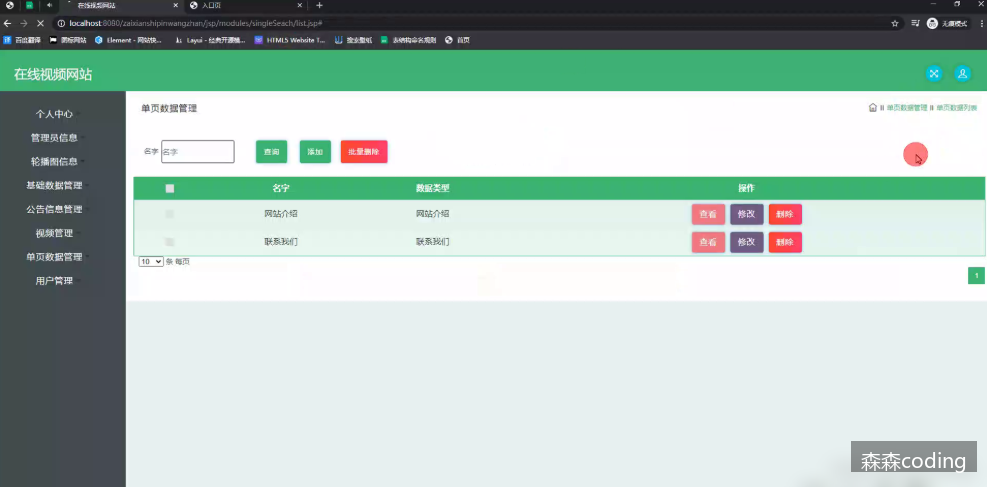 在线视频网站
入口页
localhost:8080/zaixianshipinwangzhan/jsp/modules/singleSeach/list.jsp#
无痕模式
百度翻译 图标网站 Element - 网站快... Layui - 经典开源模... HTML5 Website T... 搜龙壁纸 系统构命名规则 首页
在线视频网站
个人中心
管理员信息
轮播图信息
基础数据管理
公告信息管理
视频管理
单页数据管理
用户管理
单页数据管理
单页数据管理 单页数据列表
名字 名字 查询 添加 批量删除
名字 数据类型 操作
网站介绍 网站介绍 查看 修改 删除
联系我们 联系我们 查看 修改 删除
10 条 每页
1
森森coding